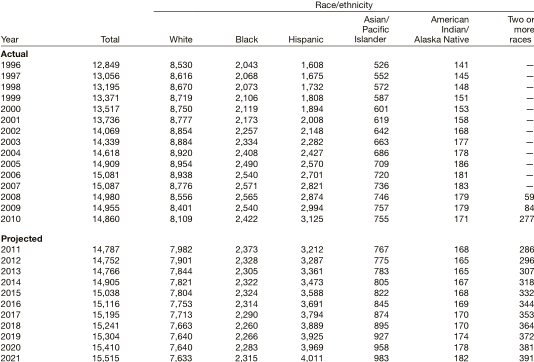 Race/ethnicity
Asian/ American Two or
Pacific Indian/ more
Year Total White Black Hispanic Islander Alaska Native races
Actual
1996 12,849 8,530 2,043 1,608 526 141 —
1997 13,056 8,616 2,068 1,675 552 145 —
1998 13,195 8,670 2,073 1,732 572 148 —
1999 13,371 8,719 2,106 1,808 587 151 —
2000 13,517 8,750 2,119 1,894 601 153 —
2001 13,736 8,777 2,173 2,008 619 158 —
2002 14,069 8,854 2,257 2,148 642 168 —
2003 14,339 8,884 2,334 2,282 663 177 —
2004 14,618 8,920 2,408 2,427 686 178 —
2005 14,909 8,954 2,490 2,570 709 186 —
2006 15,081 8,938 2,540 2,701 720 181 —
2007 15,087 8,776 2,571 2,821 736 183 —
2008 14,980 8,556 2,565 2,874 746 179 59
2009 14,955 8,401 2,540 2,994 757 179 84
2010 14,860 8,109 2,422 3,125 755 171 277
Projected
2011 14,787 7,982 2,373 3,212 767 168 286
2012 14,752 7,901 2,328 3,287 775 165 296
2013 14,766 7,844 2,305 3,361 783 165 307
2014 14,905 7,821 2,322 3,473 805 167 318
2015 15,038 7,804 2,324 3,588 822 168 332
2016 15,116 7,753 2,314 3,691 845 169 344
2017 15,195 7,713 2,290 3,794 874 170 353
2018 15,241 7,663 2,260 3,889 895 170 364
2019 15,304 7,640 2,266 3,925 927 174 372
2020 15,410 7,640 2,283 3,969 958 178 381
2021 15,515 7,633 2,315 4,011 983 182 391